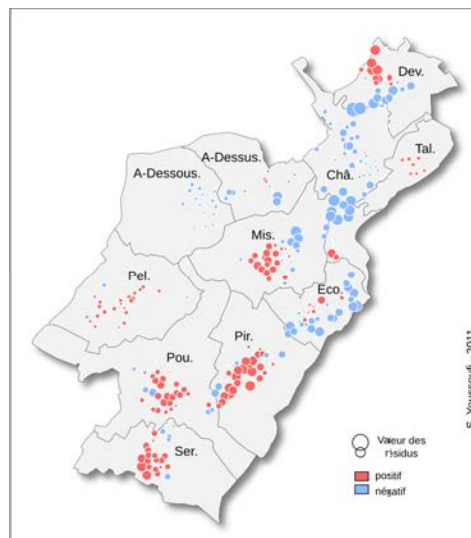 Dev.
Tal.
A-Dessus.
A-Dessous.
Châ.
Mis.
Pel.
Eco.
Pir.
Pou.
Ser.
Valeur des
résidus
positif
négatif
S. Youssoufi - 2011